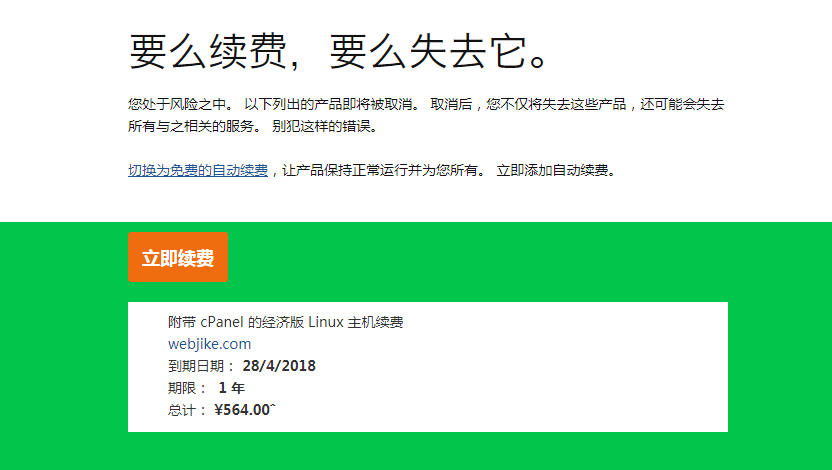 要么续费，要么失去它。
您处于风险之中。 以下列出的产品即将被取消。 取消后，您不仅将失去这些产品，还可能会失去
所有与之相关的服务。 别犯这样的错误。
切换为免费的自动续费，让产品保持正常运行并为您所有。 立即添加自动续费。
立即续费
附带 cPanel 的经济版 Linux 主机续费
webjike.com
到期日期： 28/4/2018
期限： 1 年
总计： ¥564.00ˆ